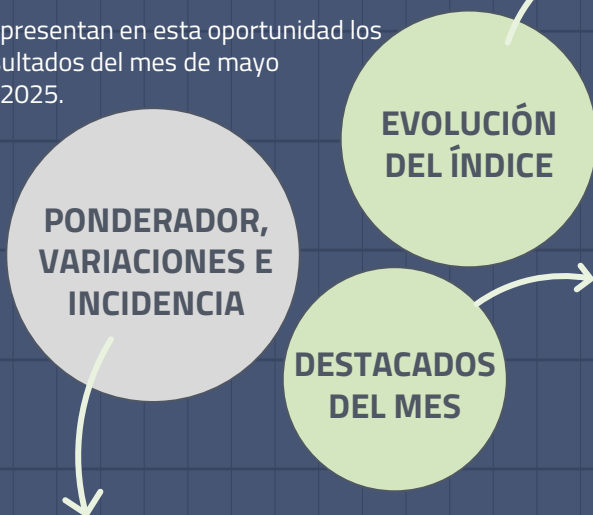 presentan en esta oportunidad los
ultados del mes de mayo
2025.
EVOLUCIÓN
DEL ÍNDICE
PONDERADOR,
VARIACIONES E
INCIDENCIA
DESTACADOS
DEL MES